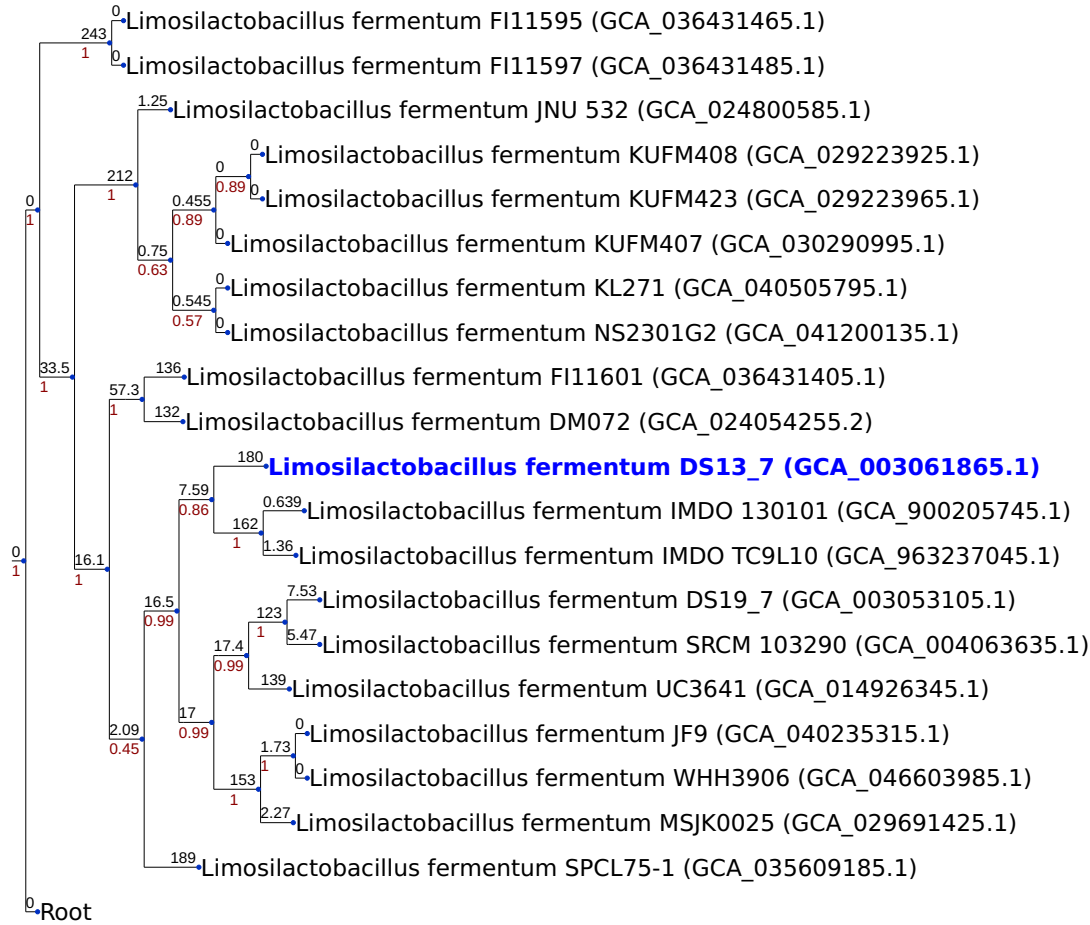 0
Limosilactobacillus fermentum FI11595 (GCA_036431465.1)
243
1
0
Limosilactobacillus fermentum FI11597 (GCA_036431485.1)
1.25
Limosilactobacillus fermentum JNU 532 (GCA_024800585.1)
0
Limosilactobacillus fermentum KUFM408 (GCA_029223925.1)
212
1
0
0.89
0
Limosilactobacillus fermentum KUFM423 (GCA_029223965.1)
0
1
0.455
0.89
0
Limosilactobacillus fermentum KUFM407 (GCA_030290995.1)
0.75
0.63
0
Limosilactobacillus fermentum KL271 (GCA_040505795.1)
0.545
0.57
0
Limosilactobacillus fermentum NS2301G2 (GCA_041200135.1)
33.5
1
136
Limosilactobacillus fermentum FI11601 (GCA_036431405.1)
57.3
1
132
Limosilactobacillus fermentum DM072 (GCA_024054255.2)
180
Limosilactobacillus fermentum DS13_7 (GCA_003061865.1)
7.59
0.86
0.639
Limosilactobacillus fermentum IMDO 130101 (GCA_900205745.1)
162
1
1.36
Limosilactobacillus fermentum IMDO TC9L10 (GCA_963237045.1)
0
1
16.1
1
7.53
Limosilactobacillus fermentum DS19_7 (GCA_003053105.1)
16.5
0.99
123
1
5.47
Limosilactobacillus fermentum SRCM 103290 (GCA_004063635.1)
17.4
0.99
139
Limosilactobacillus fermentum UC3641 (GCA_014926345.1)
17
0.99
0
Limosilactobacillus fermentum JF9 (GCA_040235315.1)
2.09
0.45
1.73
1
0
Limosilactobacillus fermentum WHH3906 (GCA_046603985.1)
153
1
2.27
Limosilactobacillus fermentum MSJK0025 (GCA_029691425.1)
189
Limosilactobacillus fermentum SPCL75-1 (GCA_035609185.1)
0
Root